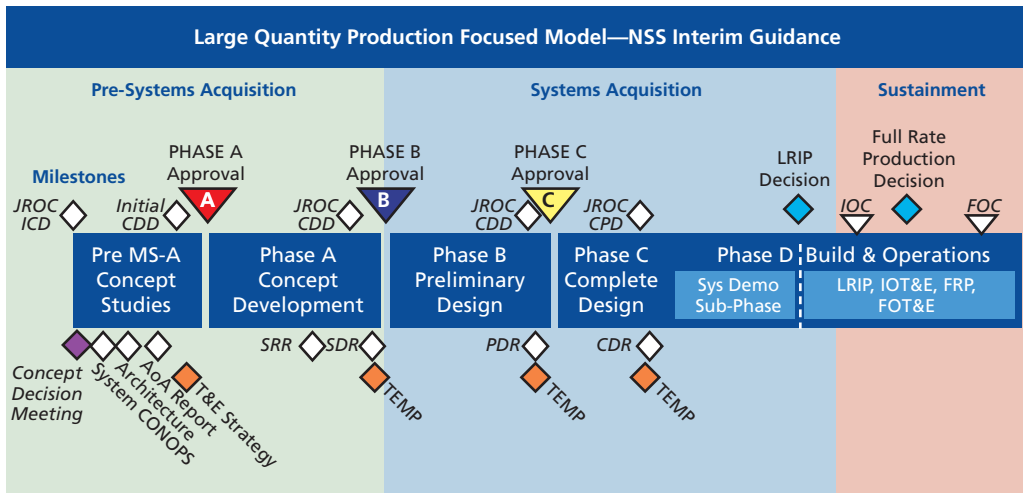 Large Quantity Production Focused Model—NSS Interim Guidance
Pre-Systems Acquisition
Systems Acquisition
Sustainment
Milestones
PHASE A
Approval
PHASE B
Approval
PHASE C
Approval
LRIP
Decision
Full Rate
Production
Decision
JROC
ICD
Initial
CDD
A
JROC
CDD
B
JROC
CDD
C
JROC
CPD
IOC
FOC
Pre MS-A
Concept
Studies
Phase A
Concept
Development
Phase B
Preliminary
Design
Phase C
Complete
Design
Phase D
Build & Operations
Sys Demo
Sub-Phase
LRIP, IOT&E, FRP,
FOT&E
Concept
Decision
Meeting
System CONOPS
Architecture
AoA Report
T&E Strategy
SRR
SDR
TEMP
PDR
TEMP
CDR
TEMP